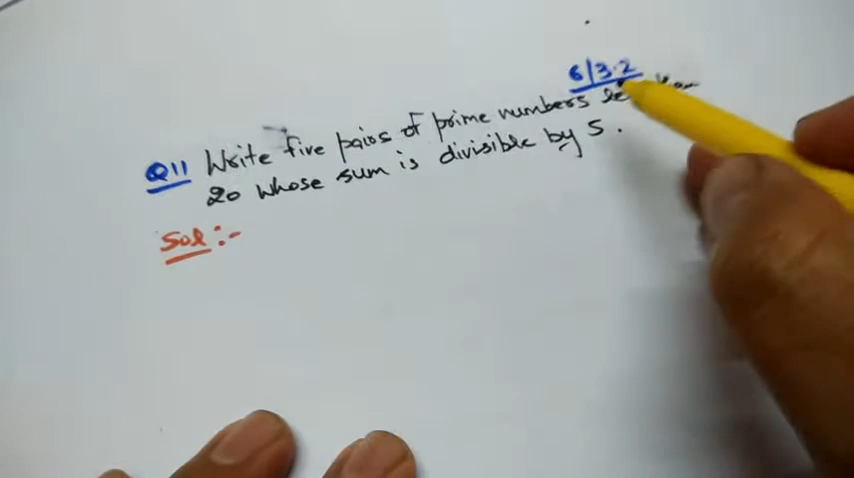 6/3.2
Q11 Write five pairs of prime numbers
20 whose sum is divisible by 5.
Sol:-